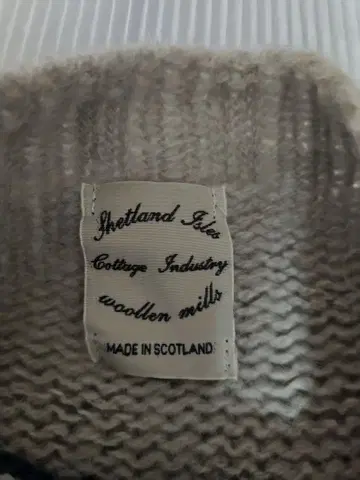 Shetland Isles
Cottage Industry
woollen mills
MADE IN SCOTLAND